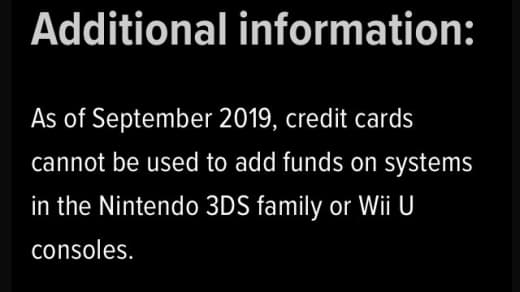 Additional information:
As of September 2019, credit cards
cannot be used to add funds on systems
in the Nintendo 3DS family or Wii U
consoles.